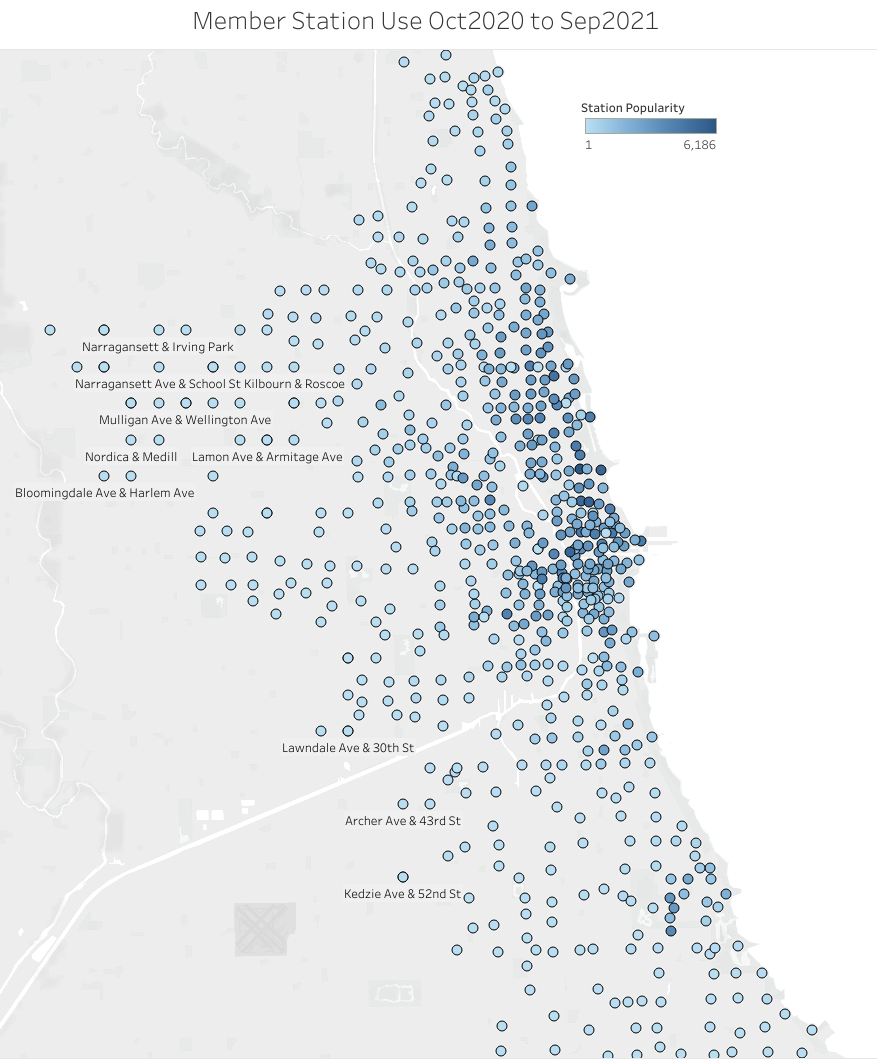 Member Station Use Oct2020 to Sep2021
Station Popularity
1 6,186
Narragansett & Irving Park
Narragansett Ave & School St Kilbourn & Roscoe
Mulligan Ave & Wellington Ave
Nordica & Medill Lamon Ave & Armitage Ave
Bloomingdale Ave & Harlem Ave
Lawndale Ave & 30th St
Archer Ave & 43rd St
Kedzie Ave & 52nd St